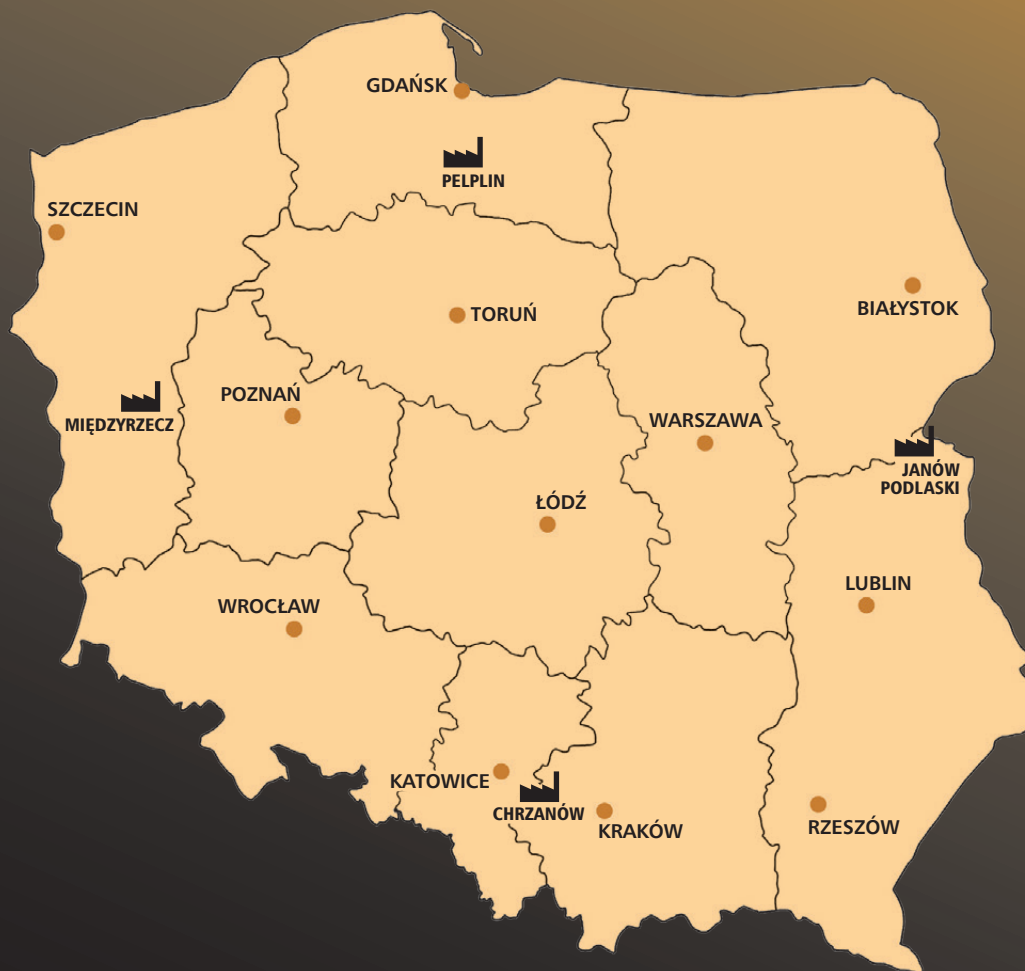 GDAŃSK
PELPLIN
SZCZECIN
BIAŁYSTOK
TORUŃ
POZNAŃ
MIĘDZYRZECZ
WARSZAWA
JANÓW
PODLASKI
ŁÓDŹ
LUBLIN
WROCŁAW
KATOWICE
CHRZANÓW
KRAKÓW
RZESZÓW